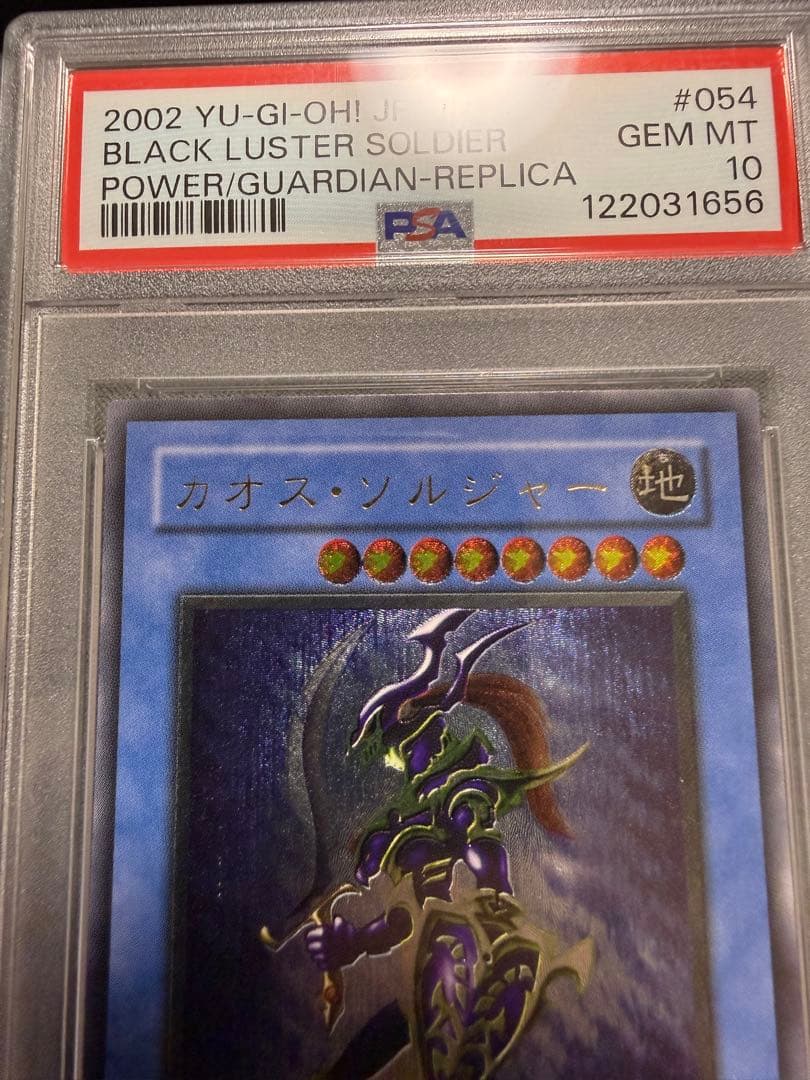 2002 YU-GI-OH! JP
#054
BLACK LUSTER SOLDIER
GEM MT
POWER/GUARDIAN-REPLICA
10
PSA
122031656
カオス・ソルジャー
地